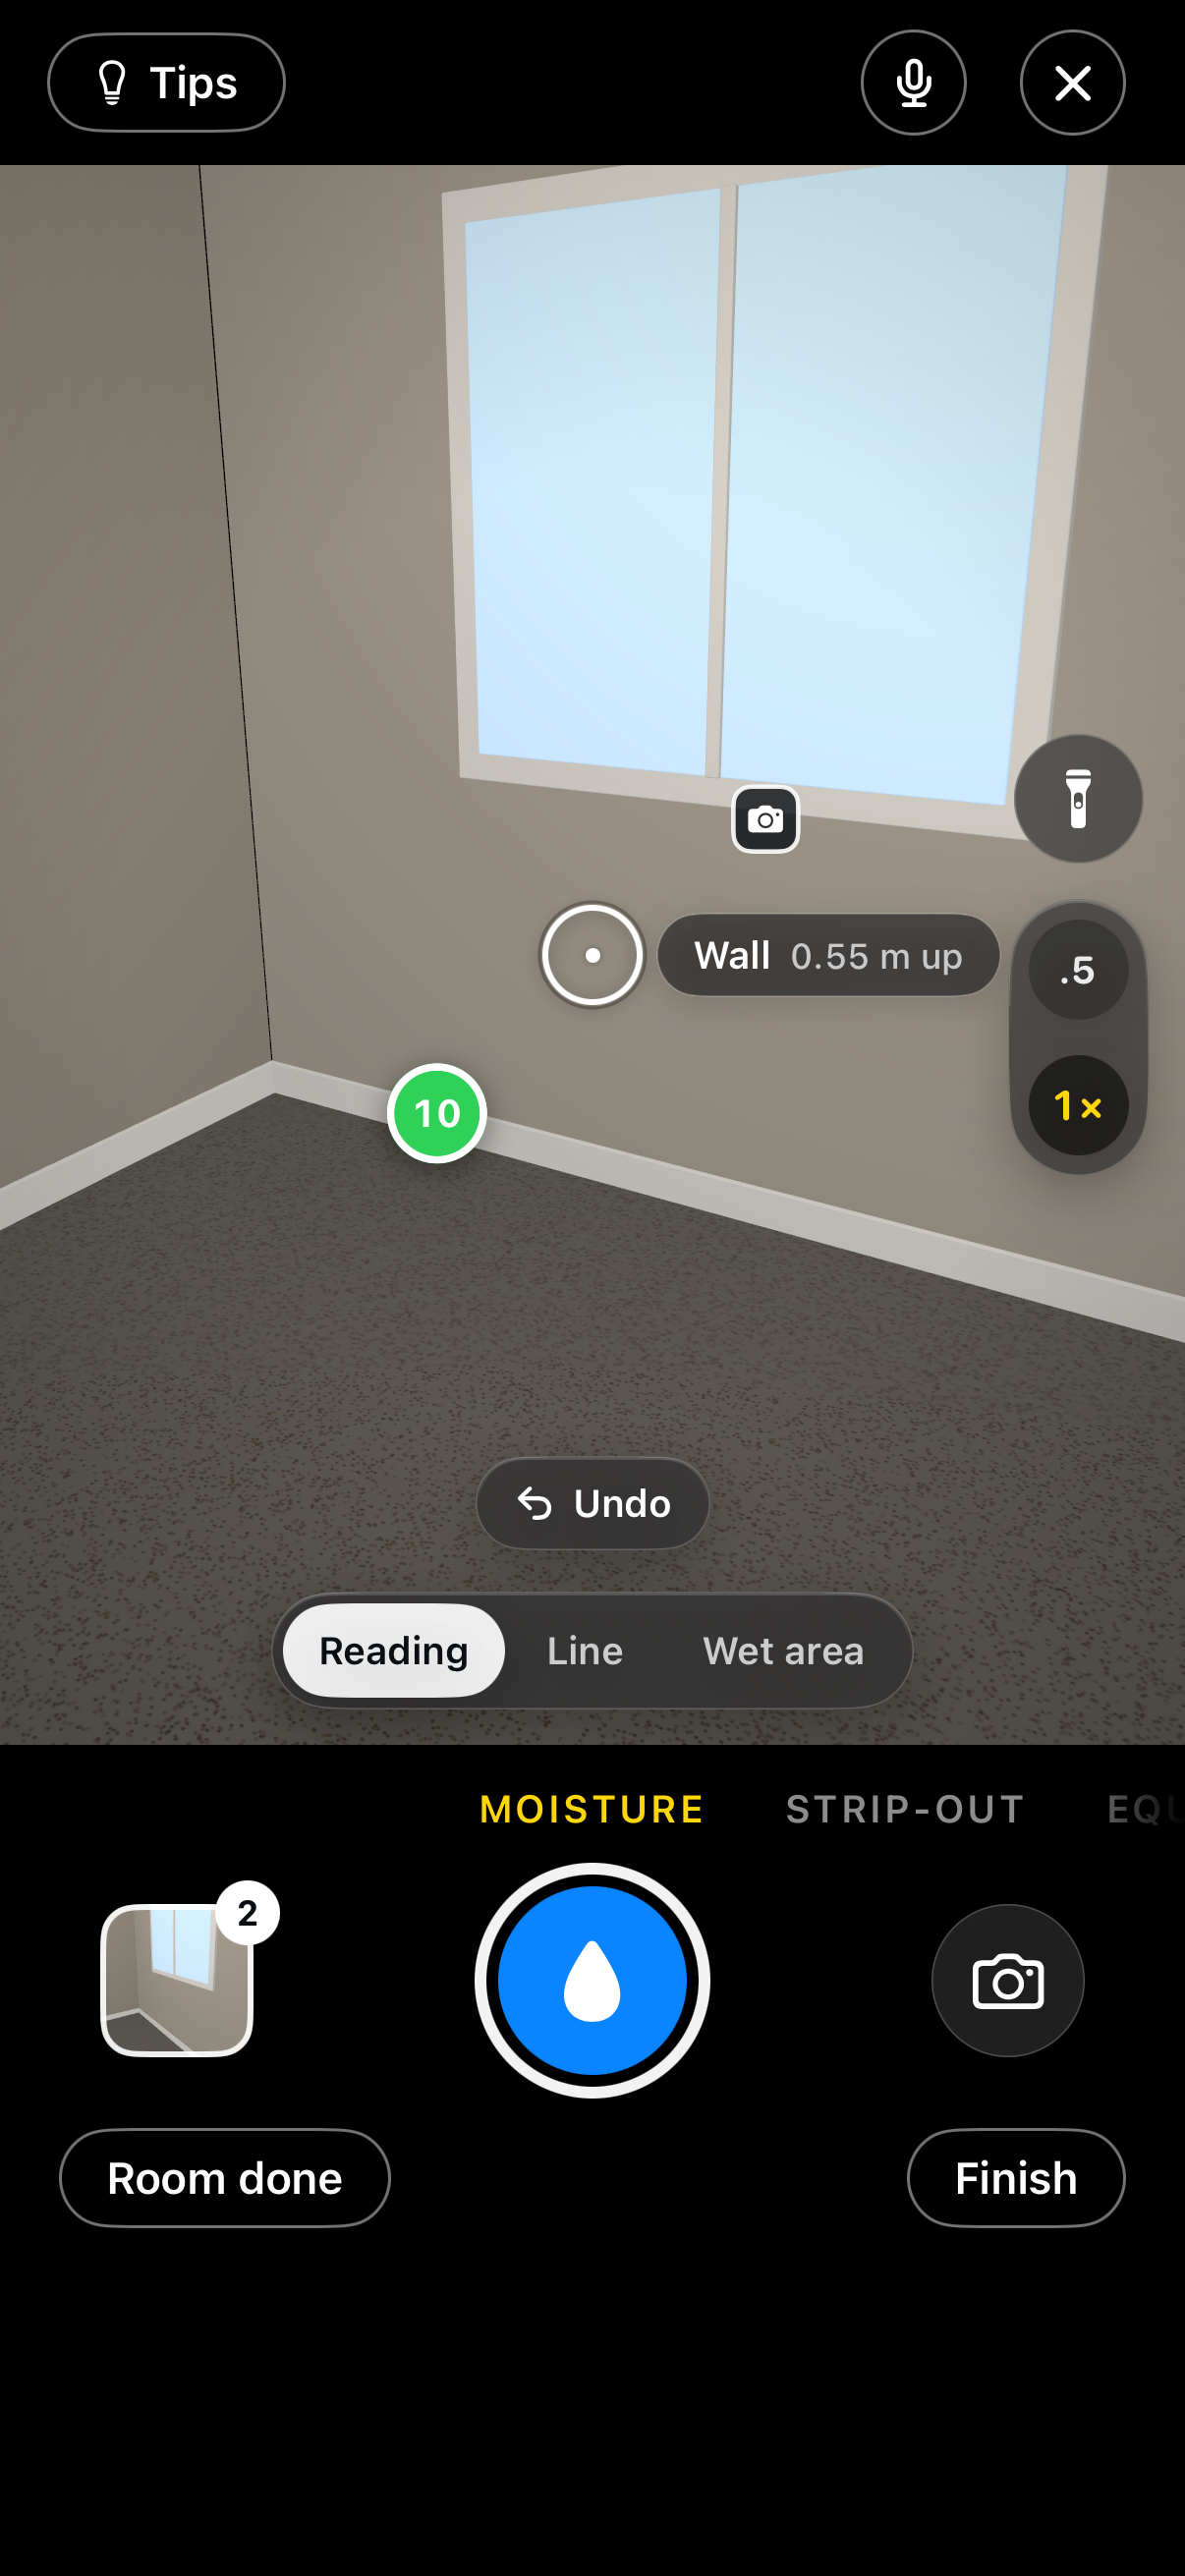 Tips
Wall 0.55 m up
.5
10
1×
Undo
Reading Line Wet area
MOISTURE STRIP-OUT
2
Room done Finish